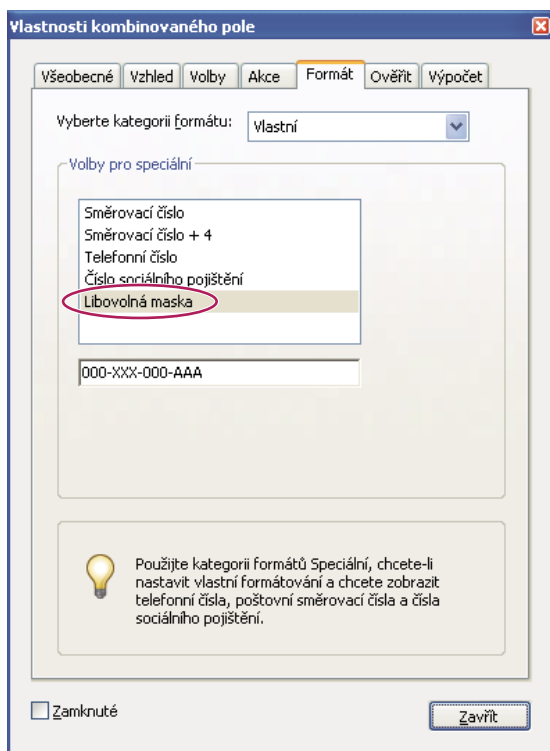 Vlastnosti kombinovaného pole
Všeobecné Vzhled Volby Akce Formát Ověřit Výpočet
Vyberte kategorii formátu: Vlastní
Volby pro speciální
Směrovací číslo
Směrovací číslo + 4
Telefonní číslo
Číslo sociálního pojištění
Libovolná maska
000-XXX-000-AAA
Použijte kategorii formátů Speciální, chcete-li
nastavit vlastní formátování a chcete zobrazit
telefonní čísla, poštovní směrovací čísla a čísla
sociálního pojištění.
Zamknuté Zavřít